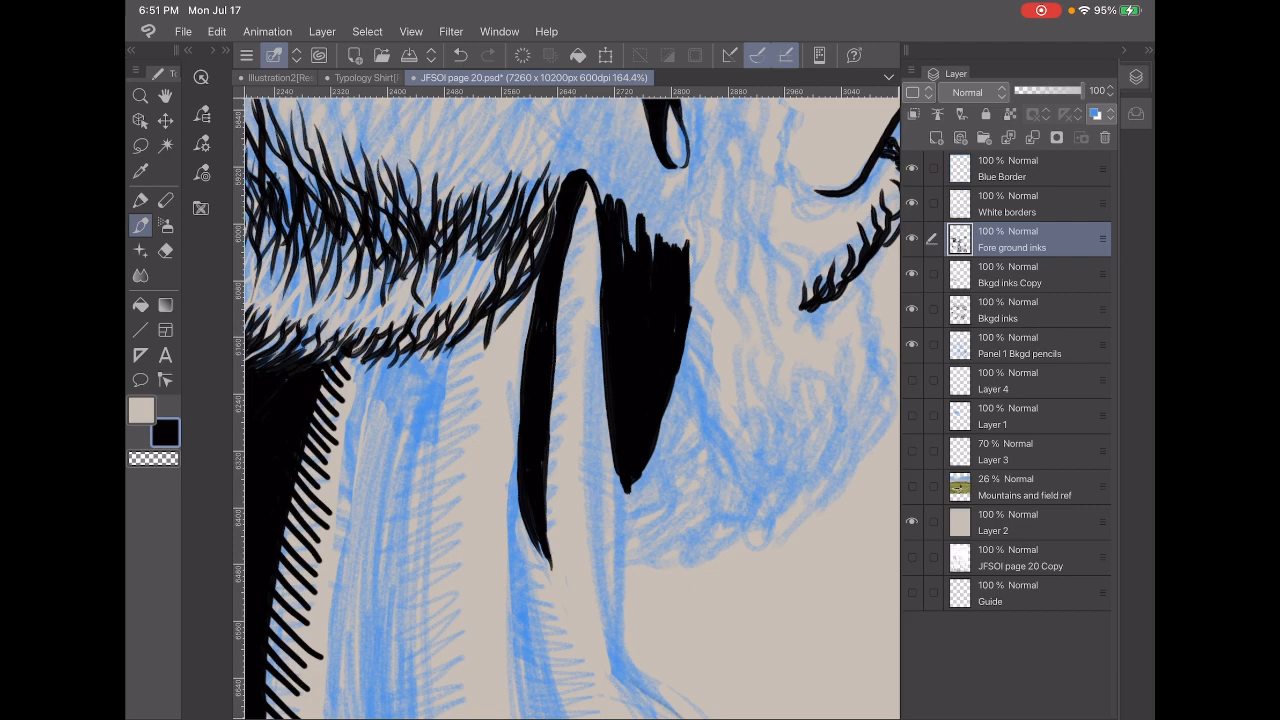 6:51 PM Mon Jul 17
95%
File Edit Animation Layer Select View Filter Window Help
Illustration2[Re Typology Shirt[ JFSOI page 20.psd* (7260 x 10200px 600dpi 164.4%)
Layer
Normal 100
2240 2320 2400 2480 2560 2640 2720 2800 2880 2960 3040
100 % Normal
Blue Border
100 % Normal
White borders
100 % Normal
Fore ground inks
100 % Normal
Bkgd inks Copy
100 % Normal
Bkgd inks
100 % Normal
Panel 1 Bkgd pencils
100 % Normal
Layer 4
100 % Normal
Layer 1
70 % Normal
Layer 3
26 % Normal
Mountains and field ref
100 % Normal
Layer 2
100 % Normal
JFSOI page 20 Copy
100 % Normal
Guide